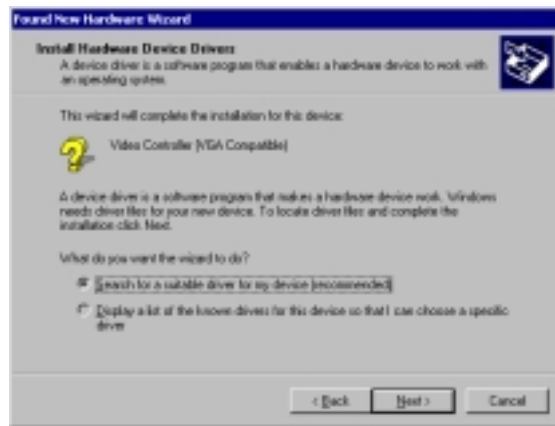 Found New Hardware Wizard
Install Hardware Device Drivers
A device driver is a software program that enables a hardware device to work with
an operating system.
This wizard will complete the installation for this device:
Video Controller (VGA Compatible)
A device driver is a software program that makes a hardware device work. Windows
needs driver files for your new device. To locate driver files and complete the
installation click Next.
What do you want the wizard to do?
Search for a suitable driver for my device (recommended)
Display a list of the known drivers for this device so that I can choose a specific
driver
< Back
Next >
Cancel